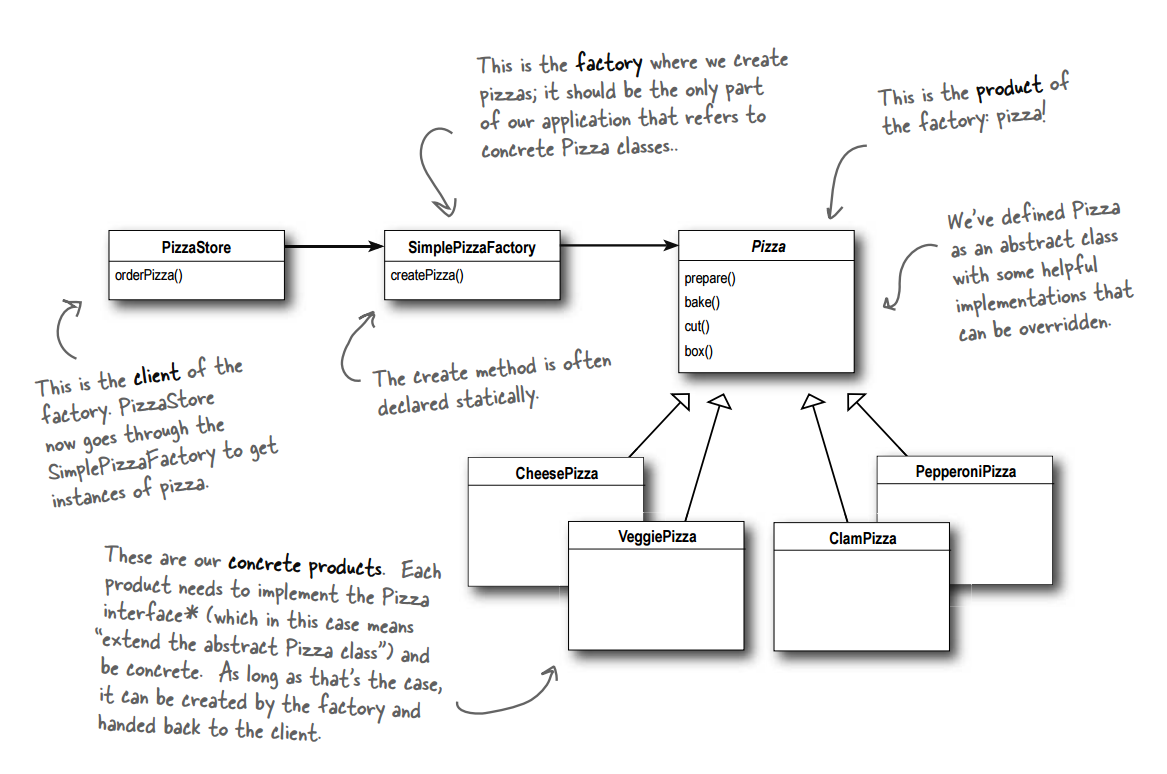 This is the factory where we create
pizzas; it should be the only part
of our application that refers to
concrete Pizza classes..
This is the product of
the factory: pizza!
We've defined Pizza
as an abstract class
with some helpful
implementations that
can be overridden.
PizzaStore
orderPizza()
SimplePizzaFactory
createPizza()
Pizza
prepare()
bake()
cut()
box()
This is the client of the
factory. PizzaStore
now goes through the
SimplePizzaFactory to get
instances of pizza.
The create method is often
declared statically.
CheesePizza
VeggiePizza
ClamPizza
PepperoniPizza
These are our concrete products. Each
product needs to implement the Pizza
interface* (which in this case means
“extend the abstract Pizza class”) and
be concrete. As long as that's the case,
it can be created by the factory and
handed back to the client.